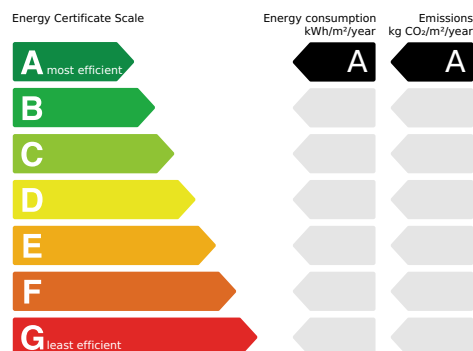 Energy Certificate Scale
Energy consumption
kWh/m²/year
Emissions
kg CO₂/m²/year
A most efficient
A
A
B
C
D
E
F
G least efficient